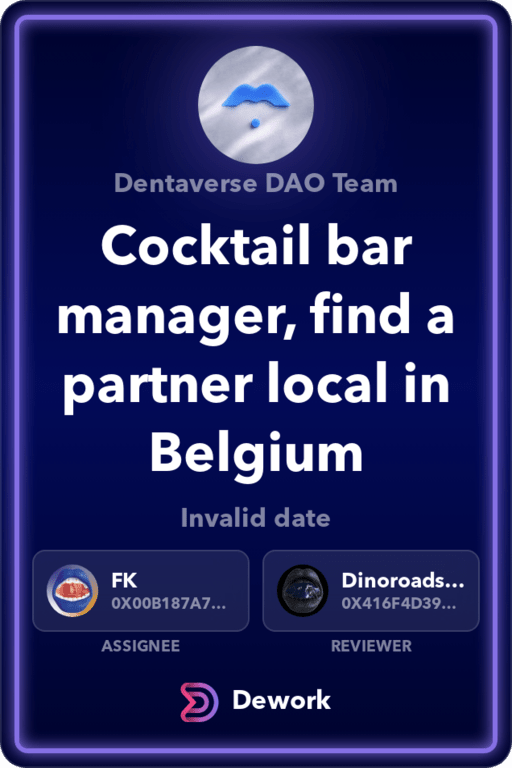 Dentaverse DAO Team
Cocktail bar
manager, find a
partner local in
Belgium
Invalid date
FK
0X00B187A7...
Dinoroads...
0X416F4D39...
ASSIGNEE
REVIEWER
Dework